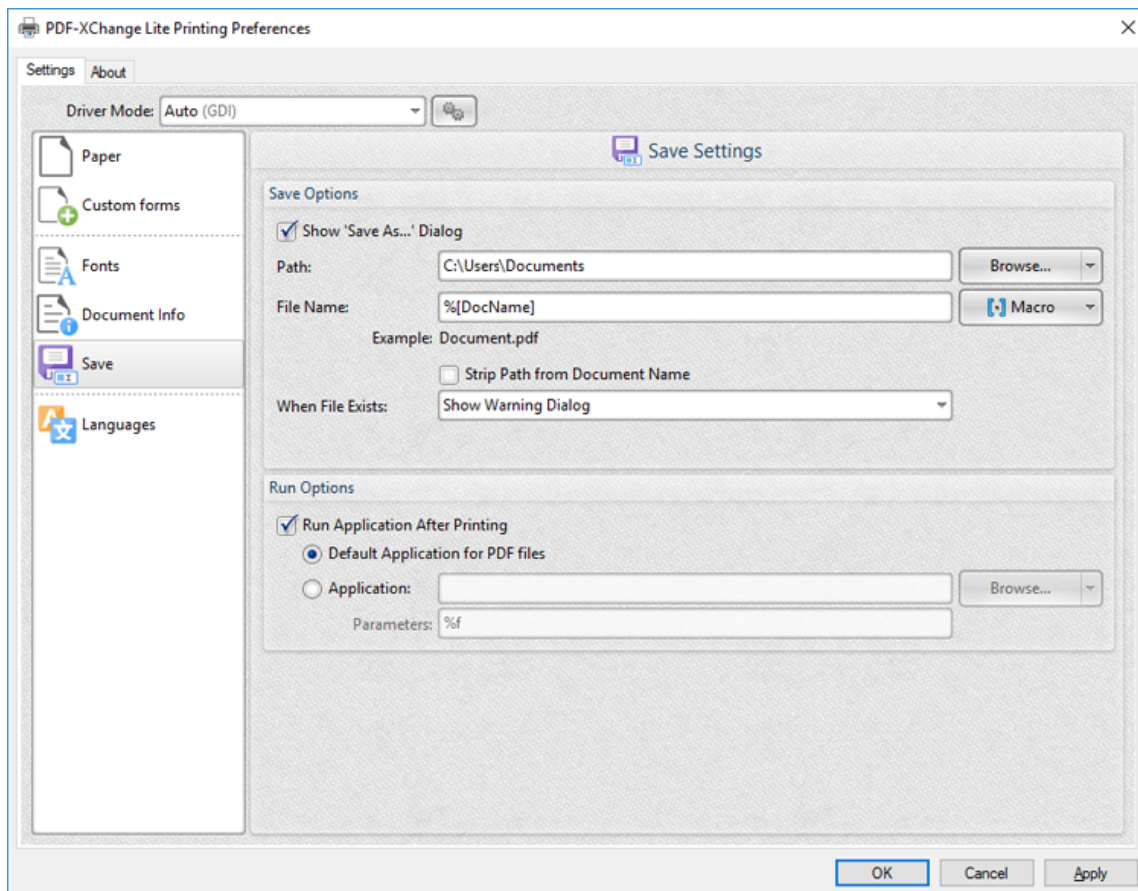 PDF-XChange Lite Printing Preferences
Settings About
Driver Mode: Auto (GDI)
Paper
Custom forms
Fonts
Document Info
Save
Languages
Save Settings
Save Options
Show 'Save As...' Dialog
Path: C:\Users\Documents Browse...
File Name: %[DocName] Macro
Example: Document.pdf
Strip Path from Document Name
When File Exists: Show Warning Dialog
Run Options
Run Application After Printing
Default Application for PDF files
Application: Browse...
Parameters: %f
OK Cancel Apply